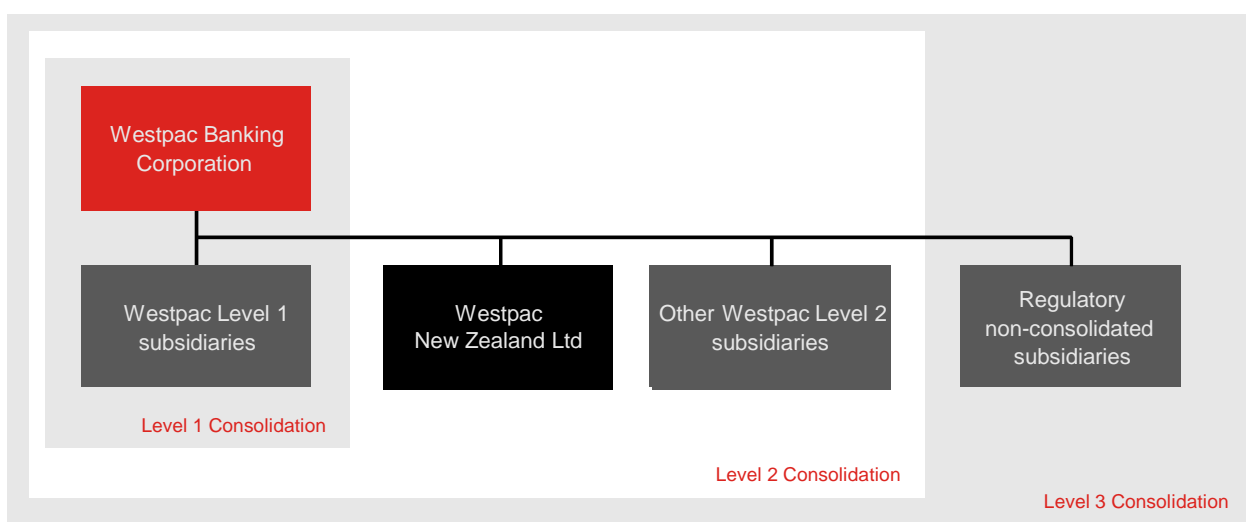 Westpac Banking
Corporation
Westpac Level 1
subsidiaries
Westpac
New Zealand Ltd
Other Westpac Level 2
subsidiaries
Regulatory
non-consolidated
subsidiaries
Level 1 Consolidation
Level 2 Consolidation
Level 3 Consolidation